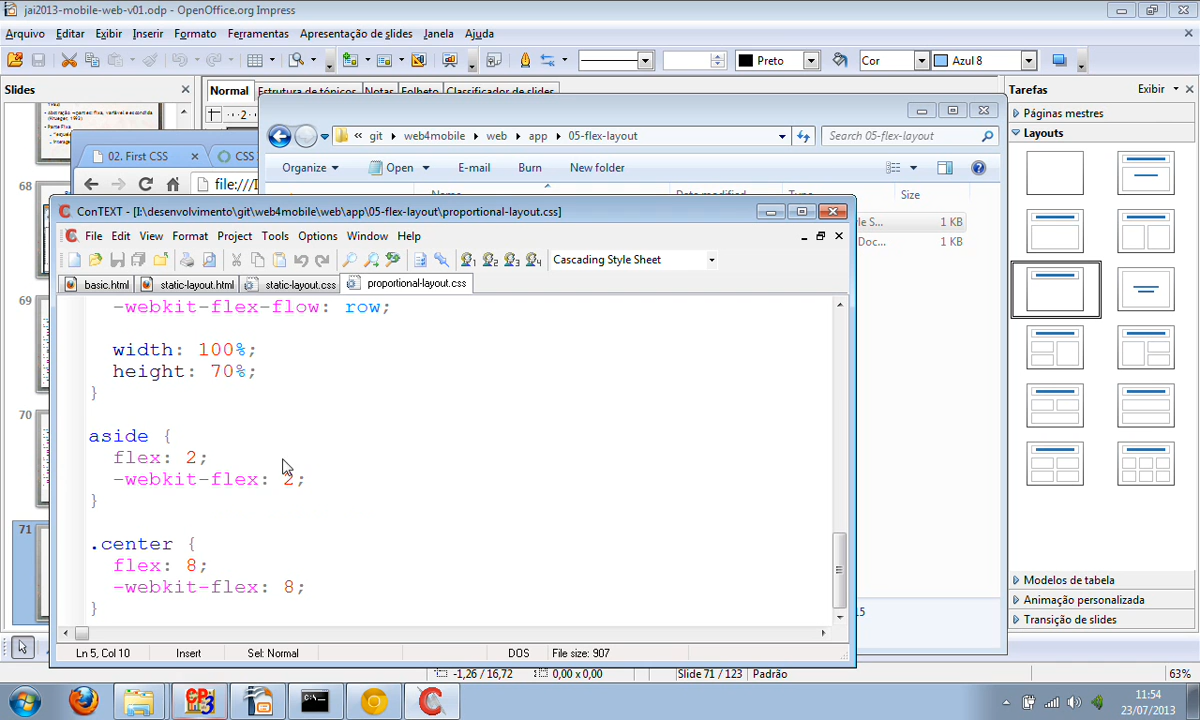 jai2013-mobile-web-v01.odp - OpenOffice.org Impress
Arquivo Editar Exibir Inserir Formato Ferramentas Apresentação de slides Janela Ajuda
Preto Cor Azul 8
Slides
Normal Estrutura de tópicos Notas Folheto Classificador de slides
Tarefas Exibir
Páginas mestres
Layouts
68
69
70
71
« git web4mobile web app 05-flex-layout
Search 05-flex-layout
Organize Open E-mail Burn New folder
02. First CSS
CSS
file:///
Size
1 KB
1 KB
ConTEXT - [I:\desenvolvimento\git\web4mobile\web\app\05-flex-layout\proportional-layout.css]
File Edit View Format Project Tools Options Window Help
Cascading Style Sheet
basic.html static-layout.html static-layout.css proportional-layout.css
-webkit-flex-flow: row;
width: 100%;
height: 70%;
}
aside {
flex: 2;
-webkit-flex: 2;
}
.center {
flex: 8;
-webkit-flex: 8;
}
Ln 5, Col 10 Insert Sel: Normal DOS File size: 907
Modelos de tabela
Animação personalizada
Transição de slides
-1,26 / 16,72 0,00 x 0,00 Slide 71 / 123 Padrão 63%
11:54
23/07/2013